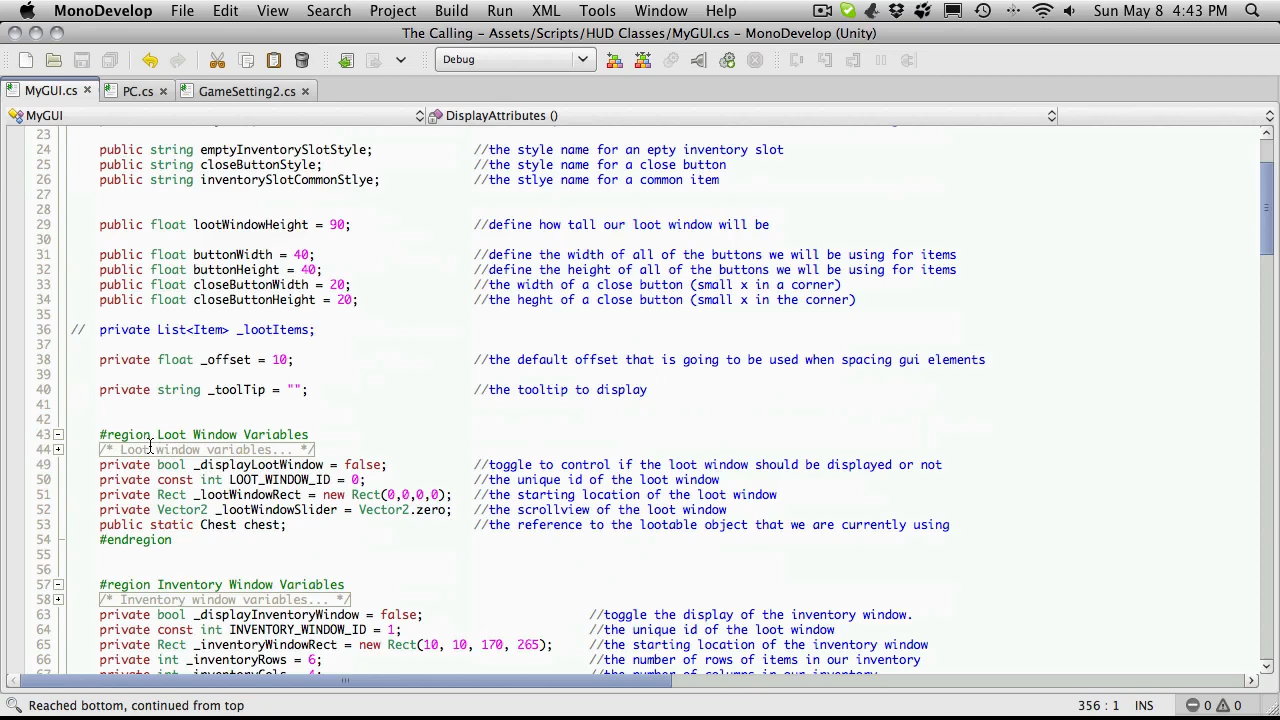 MonoDevelop File Edit View Search Project Build Run XML Tools Window Help Sun May 8 4:43 PM
The Calling - Assets/Scripts/HUD Classes/MyGUI.cs - MonoDevelop (Unity)
Debug
MyGUI.cs PC.cs GameSetting2.cs
MyGUI DisplayAttributes ()
23
24 public string emptyInventorySlotStyle; //the style name for an epty inventory slot
25 public string closeButtonStyle; //the style name for a close button
26 public string inventorySlotCommonStlye; //the stlye name for a common item
27
28
29 public float lootWindowHeight = 90; //define how tall our loot window will be
30
31 public float buttonWidth = 40; //define the width of all of the buttons we will be using for items
32 public float buttonHeight = 40; //define the height of all of the buttons we wll be using for items
33 public float closeButtonWidth = 20; //the width of a close button (small x in a corner)
34 public float closeButtonHeight = 20; //the heght of a close button (small x in the corner)
35
36 // private List<Item> _lootItems;
37
38 private float _offset = 10; //the default offset that is going to be used when spacing gui elements
39
40 private string _toolTip = ""; //the tooltip to display
41
42
43 #region Loot Window Variables
44 /* Loot window variables... */
49 private bool _displayLootWindow = false; //toggle to control if the loot window should be displayed or not
50 private const int LOOT_WINDOW_ID = 0; //the unique id of the loot window
51 private Rect _lootWindowRect = new Rect(0,0,0,0); //the starting location of the loot window
52 private Vector2 _lootWindowSlider = Vector2.zero; //the scrollview of the loot window
53 public static Chest chest; //the reference to the lootable object that we are currently using
54 #endregion
55
56
57 #region Inventory Window Variables
58 /* Inventory window variables... */
63 private bool _displayInventoryWindow = false; //toggle the display of the inventory window.
64 private const int INVENTORY_WINDOW_ID = 1; //the unique id of the loot window
65 private Rect _inventoryWindowRect = new Rect(10, 10, 170, 265); //the starting location of the inventory window
66 private int _inventoryRows = 6; //the number of rows of items in our inventory
Reached bottom, continued from top 356 : 1 INS 0 0